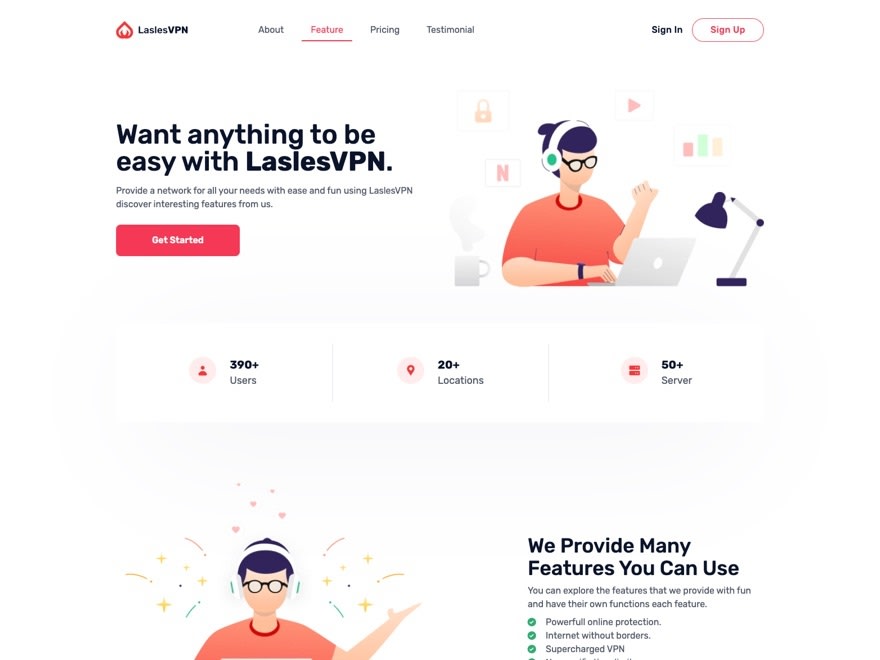 LaslesVPN
About
Feature
Pricing
Testimonial
Sign In
Sign Up
Want anything to be
easy with LaslesVPN.
Provide a network for all your needs with ease and fun using LaslesVPN
discover interesting features from us.
Get Started
N
390+
Users
20+
Locations
50+
Server
We Provide Many
Features You Can Use
You can explore the features that we provide with fun
and have their own functions each feature.
Powerfull online protection.
Internet without borders.
Supercharged VPN